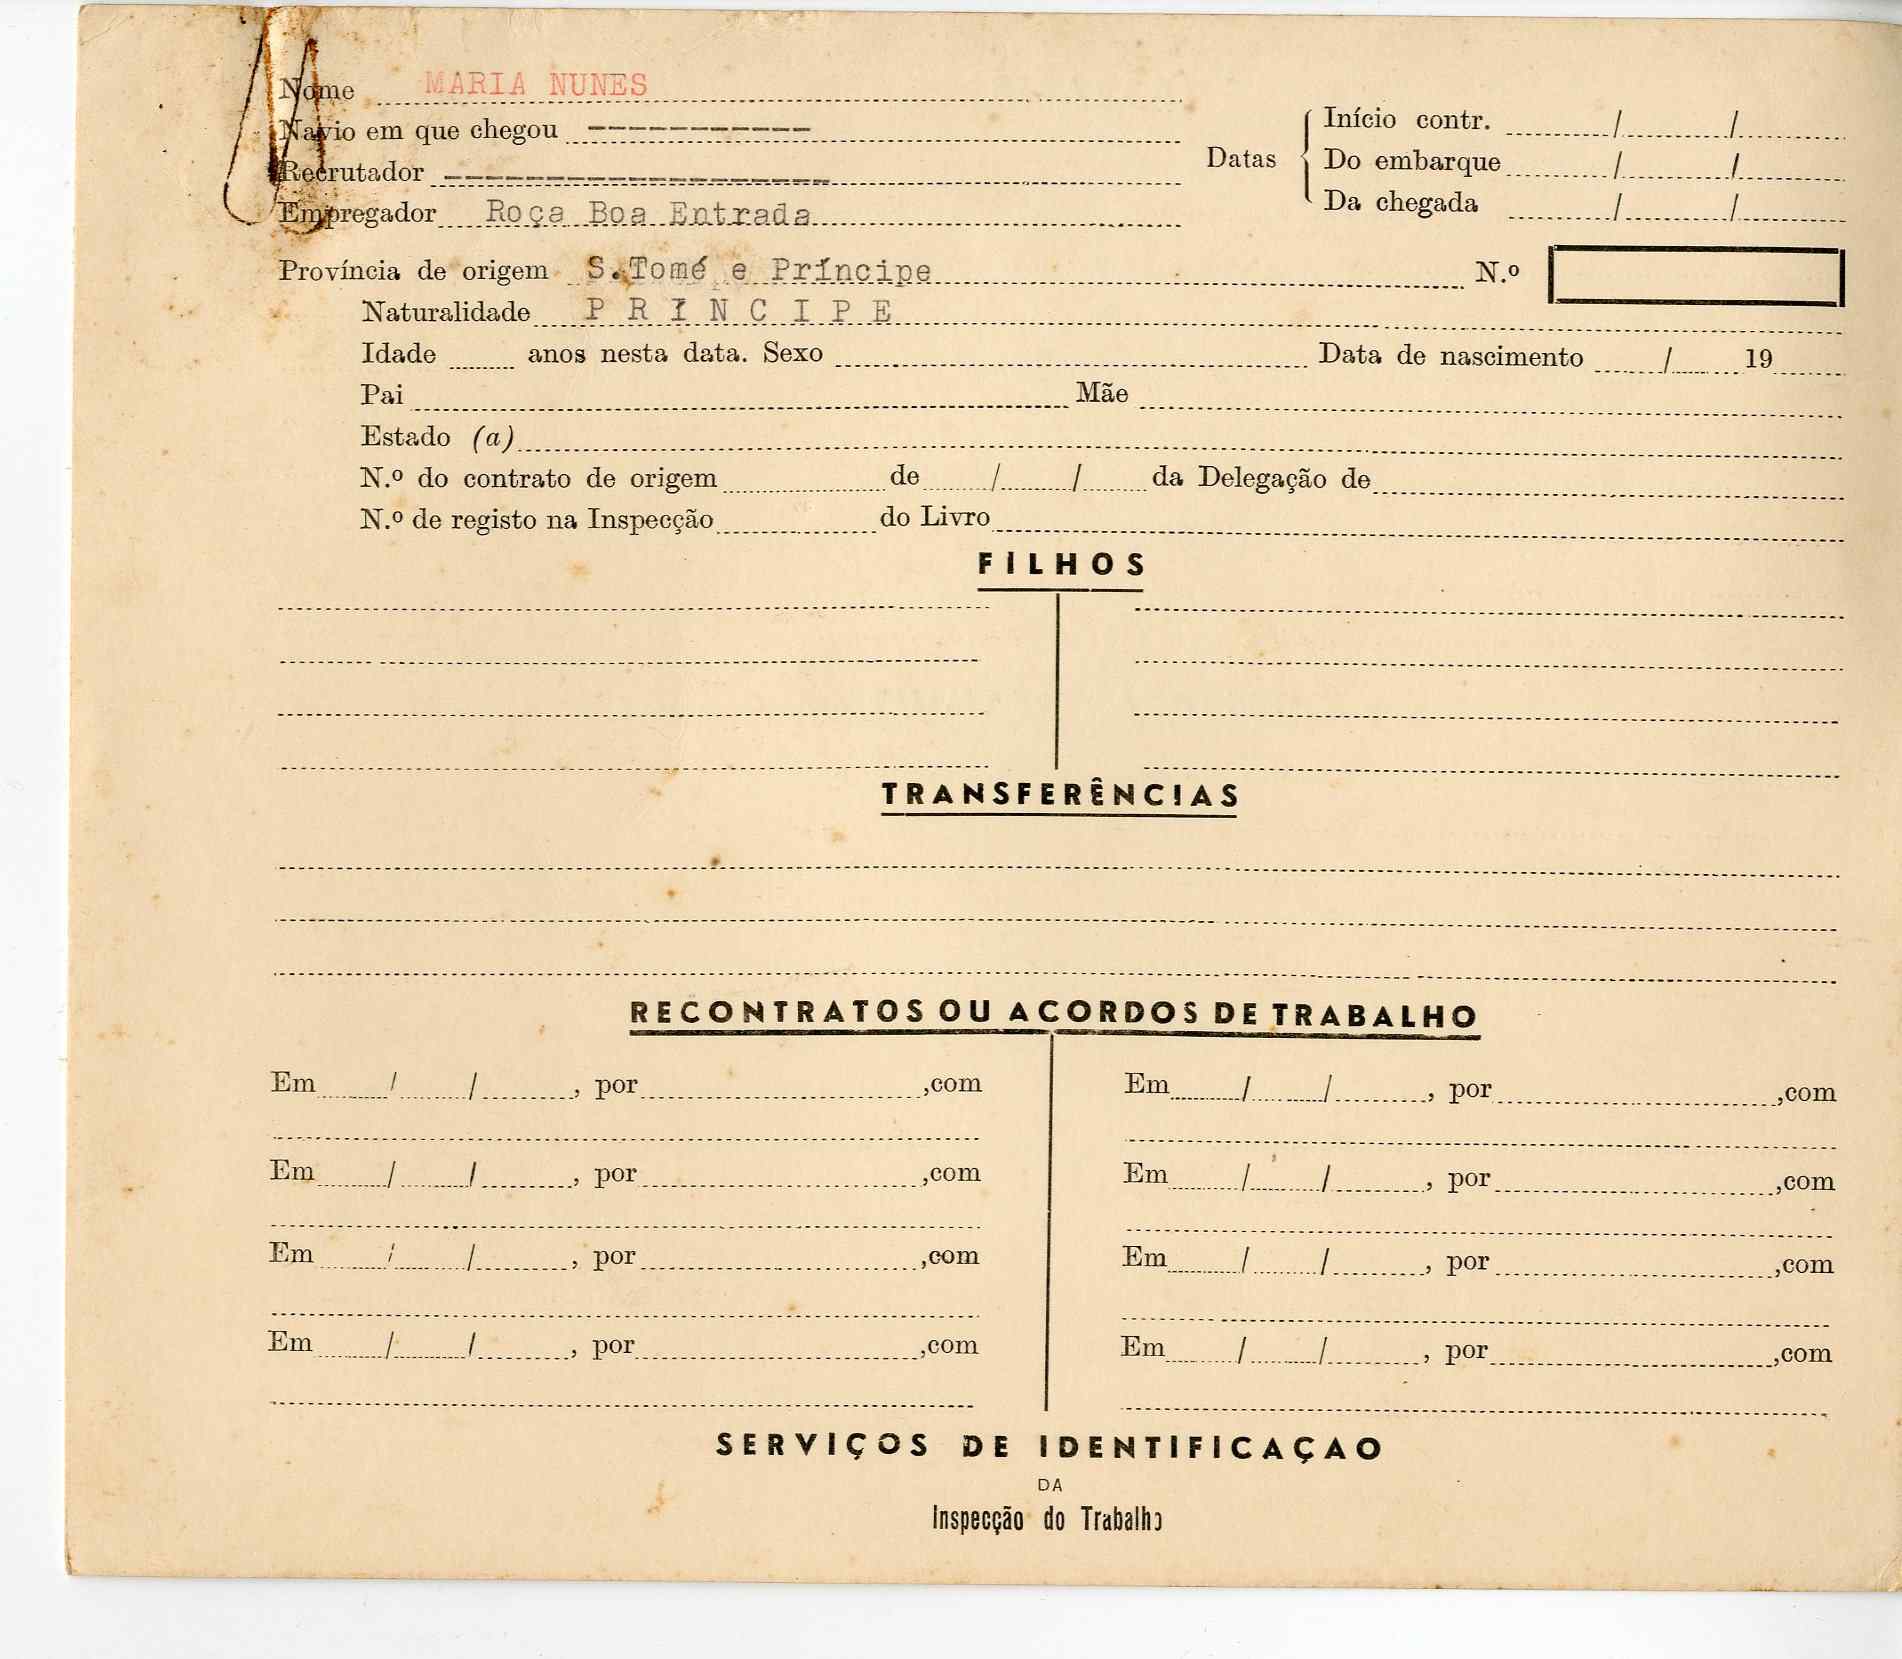 Nome MARIA NUNES
Navio em que chegou -----------
Recrutador -------------------
Empregador Roça Boa Entrada
Datas
Início contr. / /
Do embarque / /
Da chegada / /
Província de origem S.Tomé e Príncipe N.º
Naturalidade P R I N C I P E
Idade anos nesta data. Sexo Data de nascimento / 19
Pai Mãe
Estado (a)
N.º do contrato de origem de / / da Delegação de
N.º de registo na Inspecção do Livro
FILHOS
TRANSFERÊNCIAS
RECONTRATOS OU ACORDOS DE TRABALHO
Em / / , por ,com Em / / , por ,com
Em / / , por ,com Em / / , por ,com
Em / / , por ,com Em / / , por ,com
Em / / , por ,com Em / / , por ,com
SERVIÇOS DE IDENTIFICAÇAO
DA
Inspecção do Trabalho